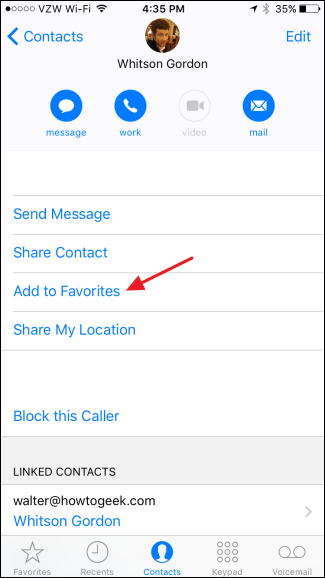 VZW Wi-Fi 4:35 PM 35%
Contacts Edit
Whitson Gordon
message work video mail
Send Message
Share Contact
Add to Favorites
Share My Location
Block this Caller
LINKED CONTACTS
walter@howtogeek.com
Whitson Gordon
Favorites Recents Contacts Keypad Voicemail